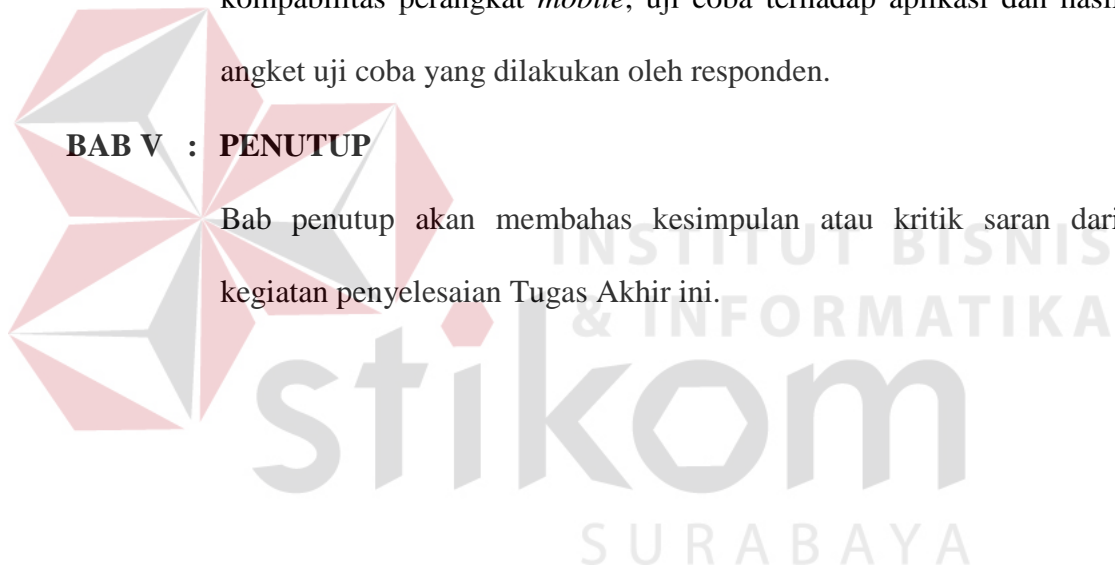 kompabilitas perangkat mobile, uji coba terhadap aplikasi dan hasil
angket uji coba yang dilakukan oleh responden.
BAB V : PENUTUP
Bab penutup akan membahas kesimpulan atau kritik saran dari
kegiatan penyelesaian Tugas Akhir ini.
INSTITUT BISNIS
& INFORMATIKA
stikom
SURABAYA